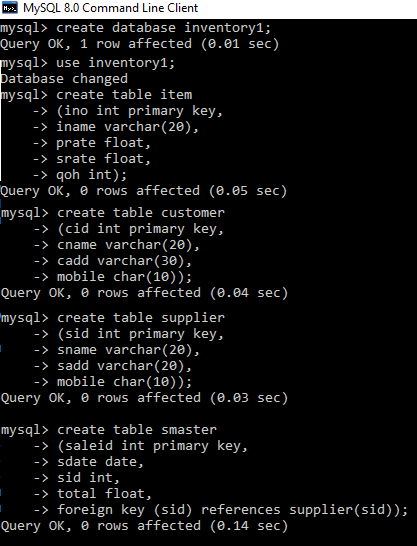 MySQL 8.0 Command Line Client
mysql> create database inventory1;
Query OK, 1 row affected (0.01 sec)
mysql> use inventory1;
Database changed
mysql> create table item
    -> (ino int primary key,
    -> iname varchar(20),
    -> prate float,
    -> srate float,
    -> qoh int);
Query OK, 0 rows affected (0.05 sec)
mysql> create table customer
    -> (cid int primary key,
    -> cname varchar(20),
    -> cadd varchar(30),
    -> mobile char(10));
Query OK, 0 rows affected (0.04 sec)
mysql> create table supplier
    -> (sid int primary key,
    -> sname varchar(20),
    -> sadd varchar(20),
    -> mobile char(10));
Query OK, 0 rows affected (0.03 sec)
mysql> create table smaster
    -> (saleid int primary key,
    -> sdate date,
    -> sid int,
    -> total float,
    -> foreign key (sid) references supplier(sid));
Query OK, 0 rows affected (0.14 sec)